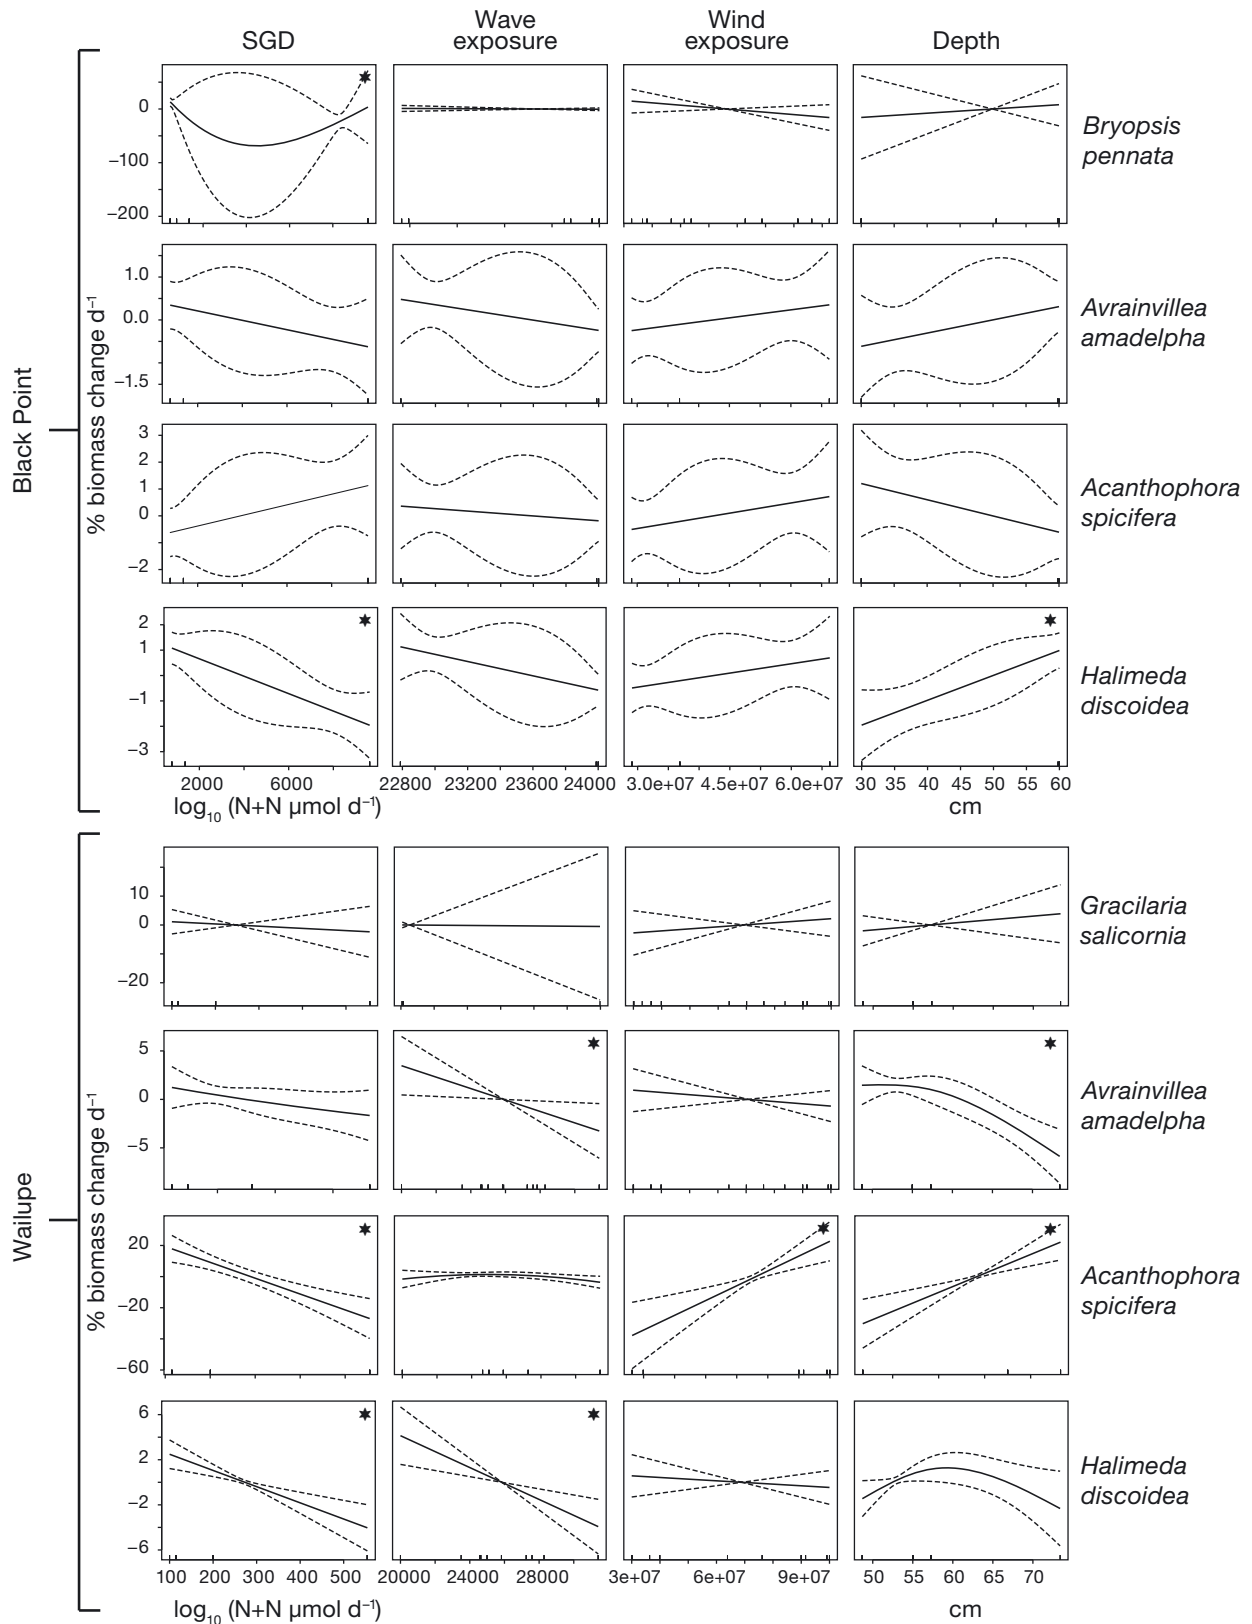 SGD
Wave
exposure
Wind
exposure
Depth
Black Point
% biomass change d⁻¹
0
−100
−200
Bryopsis
pennata
1.0
0.0
−1.5
Avrainvillea
amadelpha
3
2
1
0
−2
Acanthophora
spicifera
2
1
−1
−3
Halimeda
discoidea
2000 6000
22800 23200 23600 24000
3.0e+07 4.5e+07 6.0e+07
30 35 40 45 50 55 60
log₁₀ (N+N µmol d⁻¹)
cm
Wailupe
% biomass change d⁻¹
10
0
−20
Gracilaria
salicornia
5
0
−5
Avrainvillea
amadelpha
20
−20
−60
Acanthophora
spicifera
6
2
−2
−6
Halimeda
discoidea
100 200 300 400 500
20000 24000 28000
3e+07 6e+07 9e+07
50 55 60 65 70
log₁₀ (N+N µmol d⁻¹)
cm